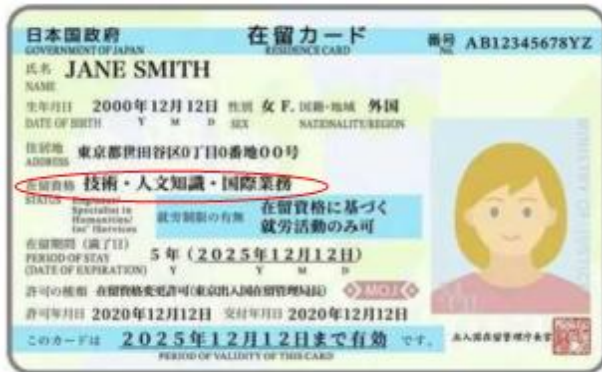 日本国政府 在留カード 番号 AB12345678YZ
GOVERNMENT OF JAPAN RESIDENCE CARD No.
氏名 JANE SMITH
NAME
生年月日 2000年12月12日 性別 女 F. 国籍・地域 外国
DATE OF BIRTH Y M D SEX NATIONALITY/REGION
住居地 東京都世田谷区0丁目0番地00号
ADDRESS
在留資格 技術・人文知識・国際業務
STATUS Engineer/
Specialist in
Humanities/
Int'l Services
就労制限の有無 在留資格に基づく
就労活動のみ可
在留期間(満了日)
PERIOD OF STAY 5年(2025年12月12日)
(DATE OF EXPIRATION) Y Y M D
許可の種類 在留資格変更許可(東京出入国在留管理局長) MOJ
許可年月日 2020年12月12日 交付年月日 2020年12月12日
このカードは 2025年12月12日まで有効 です。
PERIOD OF VALIDITY OF THIS CARD
出入国在留管理庁長官
MINISTRY OF JUSTICE